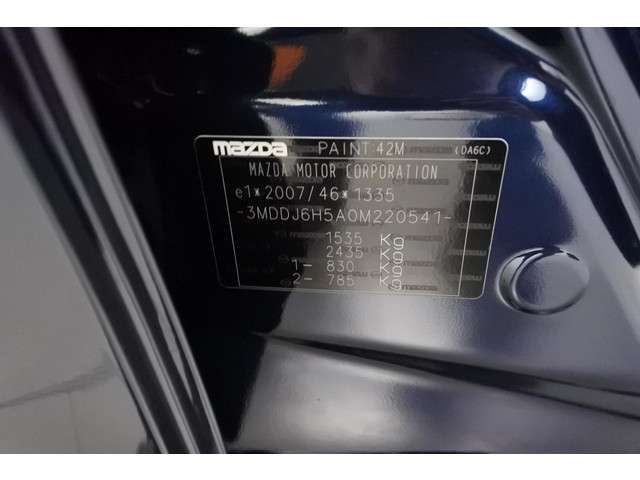 mazda PAINT:42M (DA6C)
MAZDA MOTOR CORPORATION
e1*2007/46*1335
-3MDDJ6H5A0M220541-
1535 Kg
2435 Kg
1- 830 Kg
2- 785 Kg